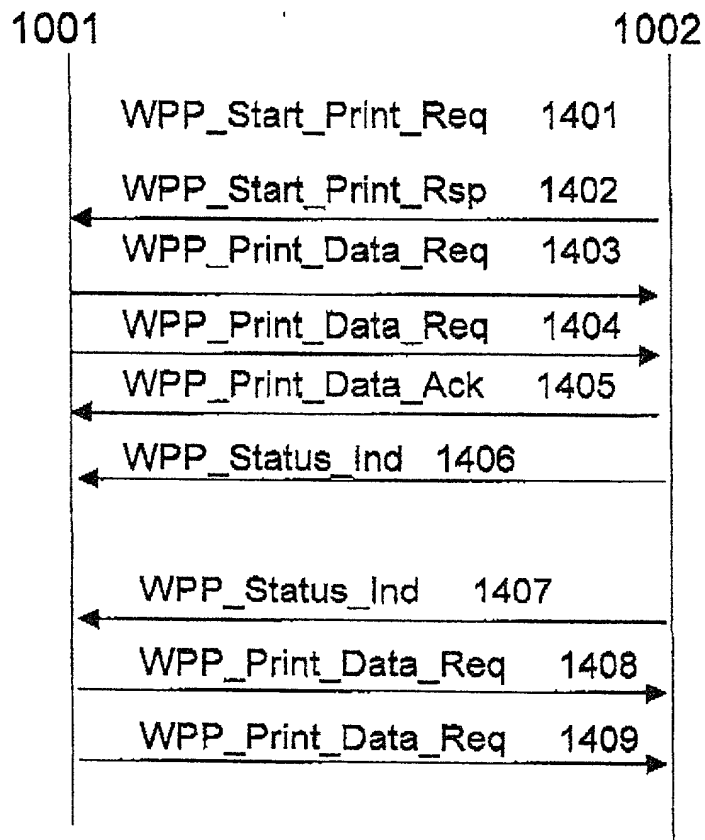 1001 1002
WPP_Start_Print_Req 1401
WPP_Start_Print_Rsp 1402
WPP_Print_Data_Req 1403
WPP_Print_Data_Req 1404
WPP_Print_Data_Ack 1405
WPP_Status_Ind 1406
WPP_Status_Ind 1407
WPP_Print_Data_Req 1408
WPP_Print_Data_Req 1409